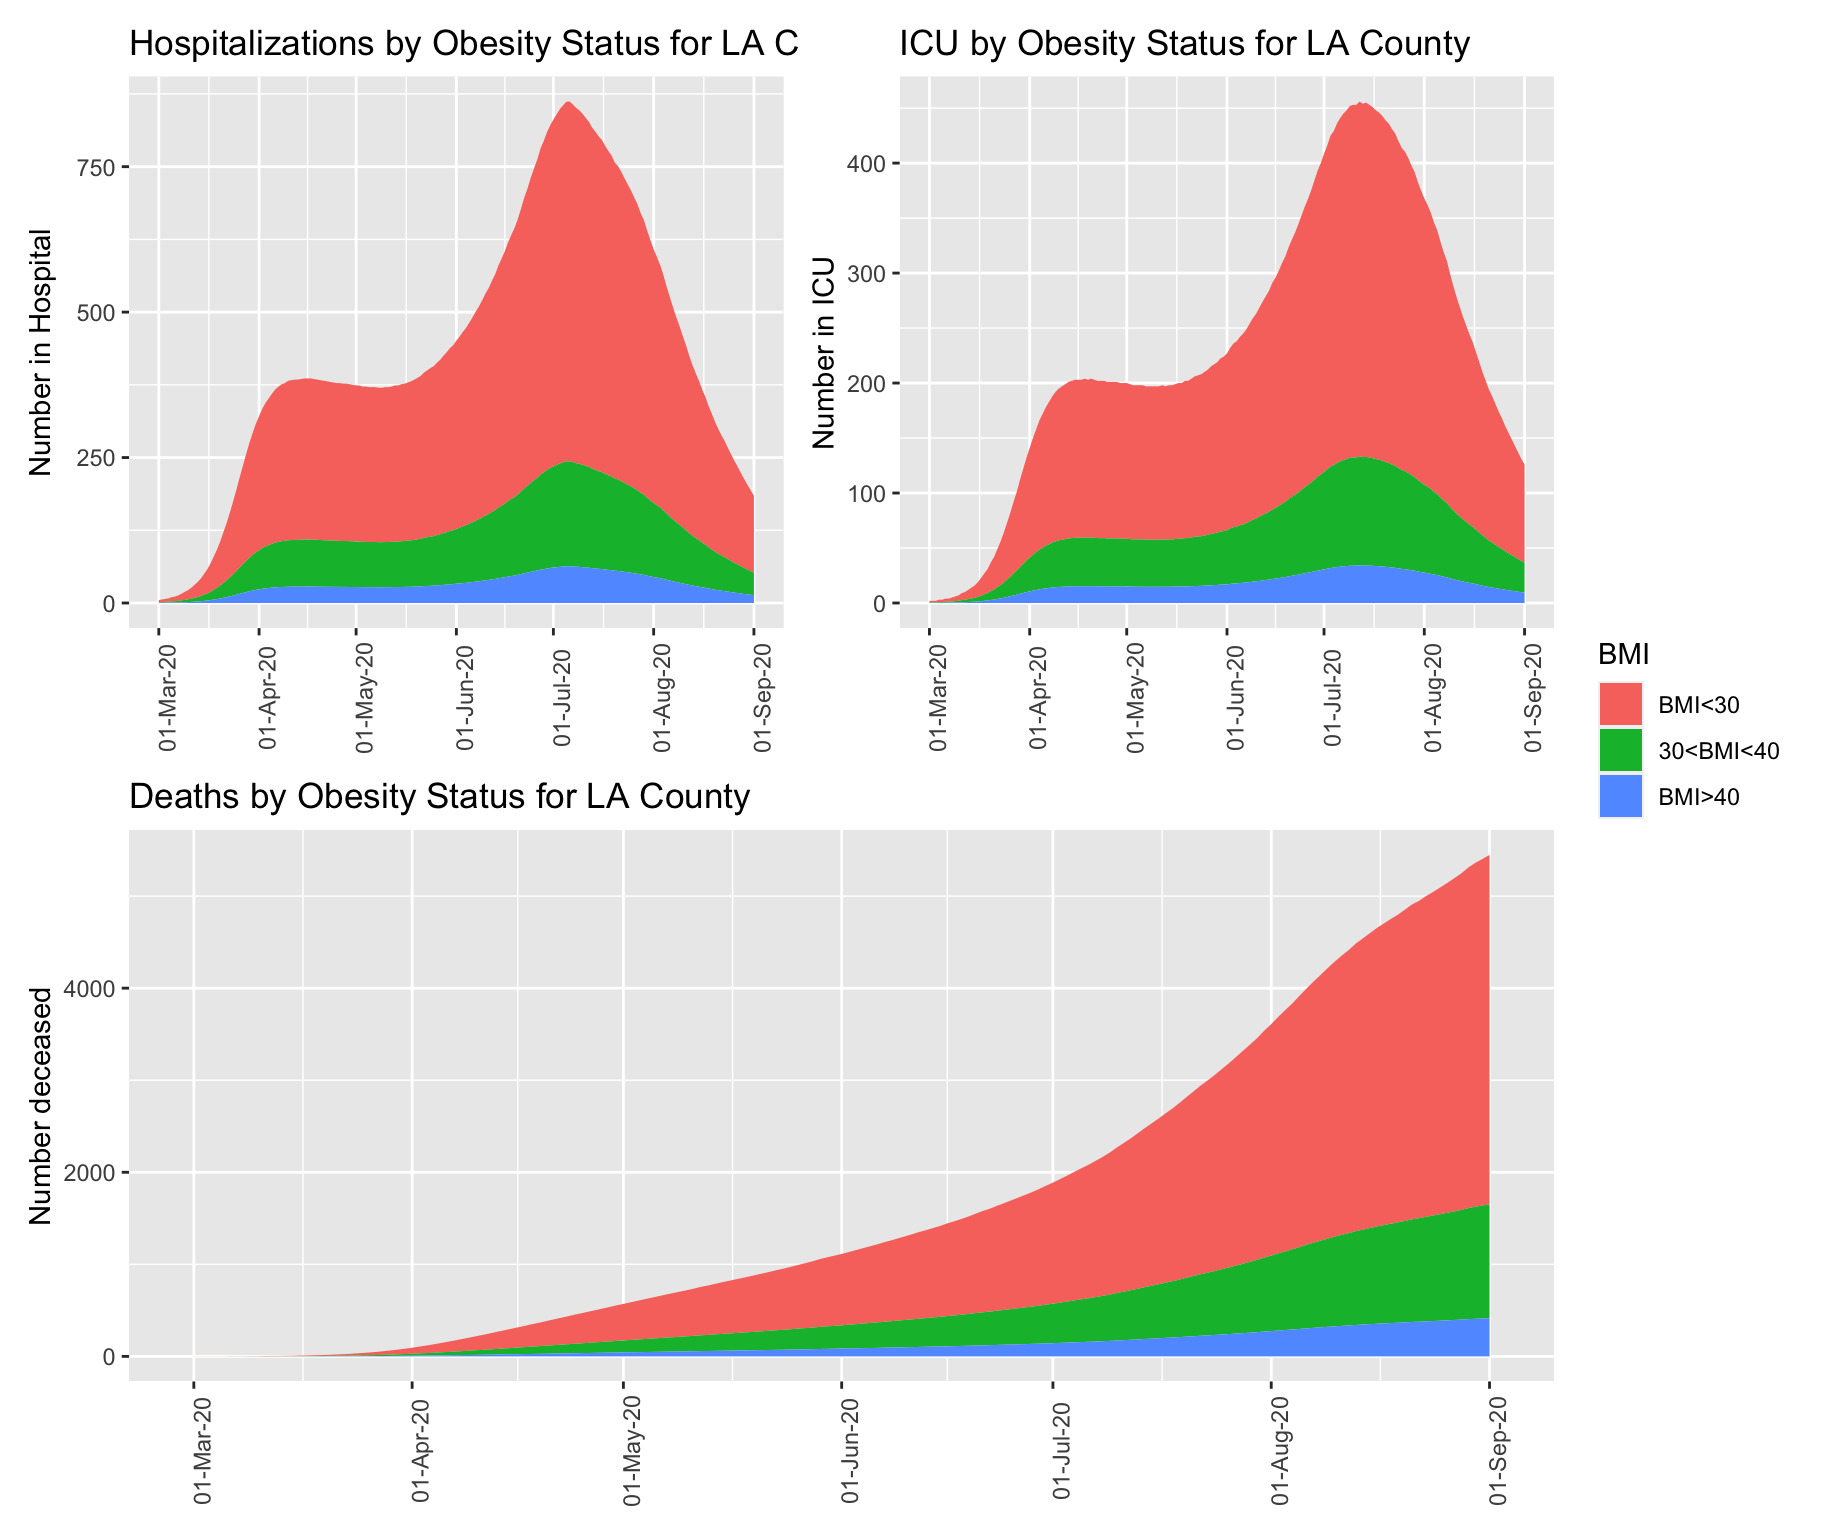 Hospitalizations by Obesity Status for LA C
Number in Hospital
750
500
250
0
01-Mar-20
01-Apr-20
01-May-20
01-Jun-20
01-Jul-20
01-Aug-20
01-Sep-20
ICU by Obesity Status for LA County
Number in ICU
400
300
200
100
0
01-Mar-20
01-Apr-20
01-May-20
01-Jun-20
01-Jul-20
01-Aug-20
01-Sep-20
BMI
BMI<30
30<BMI<40
BMI>40
Deaths by Obesity Status for LA County
Number deceased
4000
2000
0
01-Mar-20
01-Apr-20
01-May-20
01-Jun-20
01-Jul-20
01-Aug-20
01-Sep-20